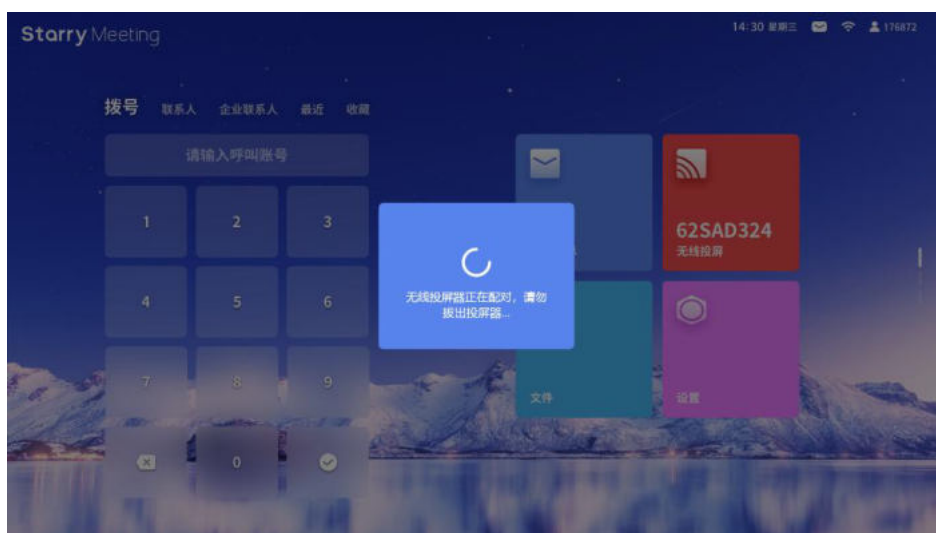 Starry Meeting
14:30 星期三
176872
拨号 联系人 企业联系人 最近 收藏
请输入呼叫账号
1 2 3
4 5 6
7 8 9
0
62SAD324
无线投屏
无线投屏器正在配对，请勿
拔出投屏器...
文件
设置